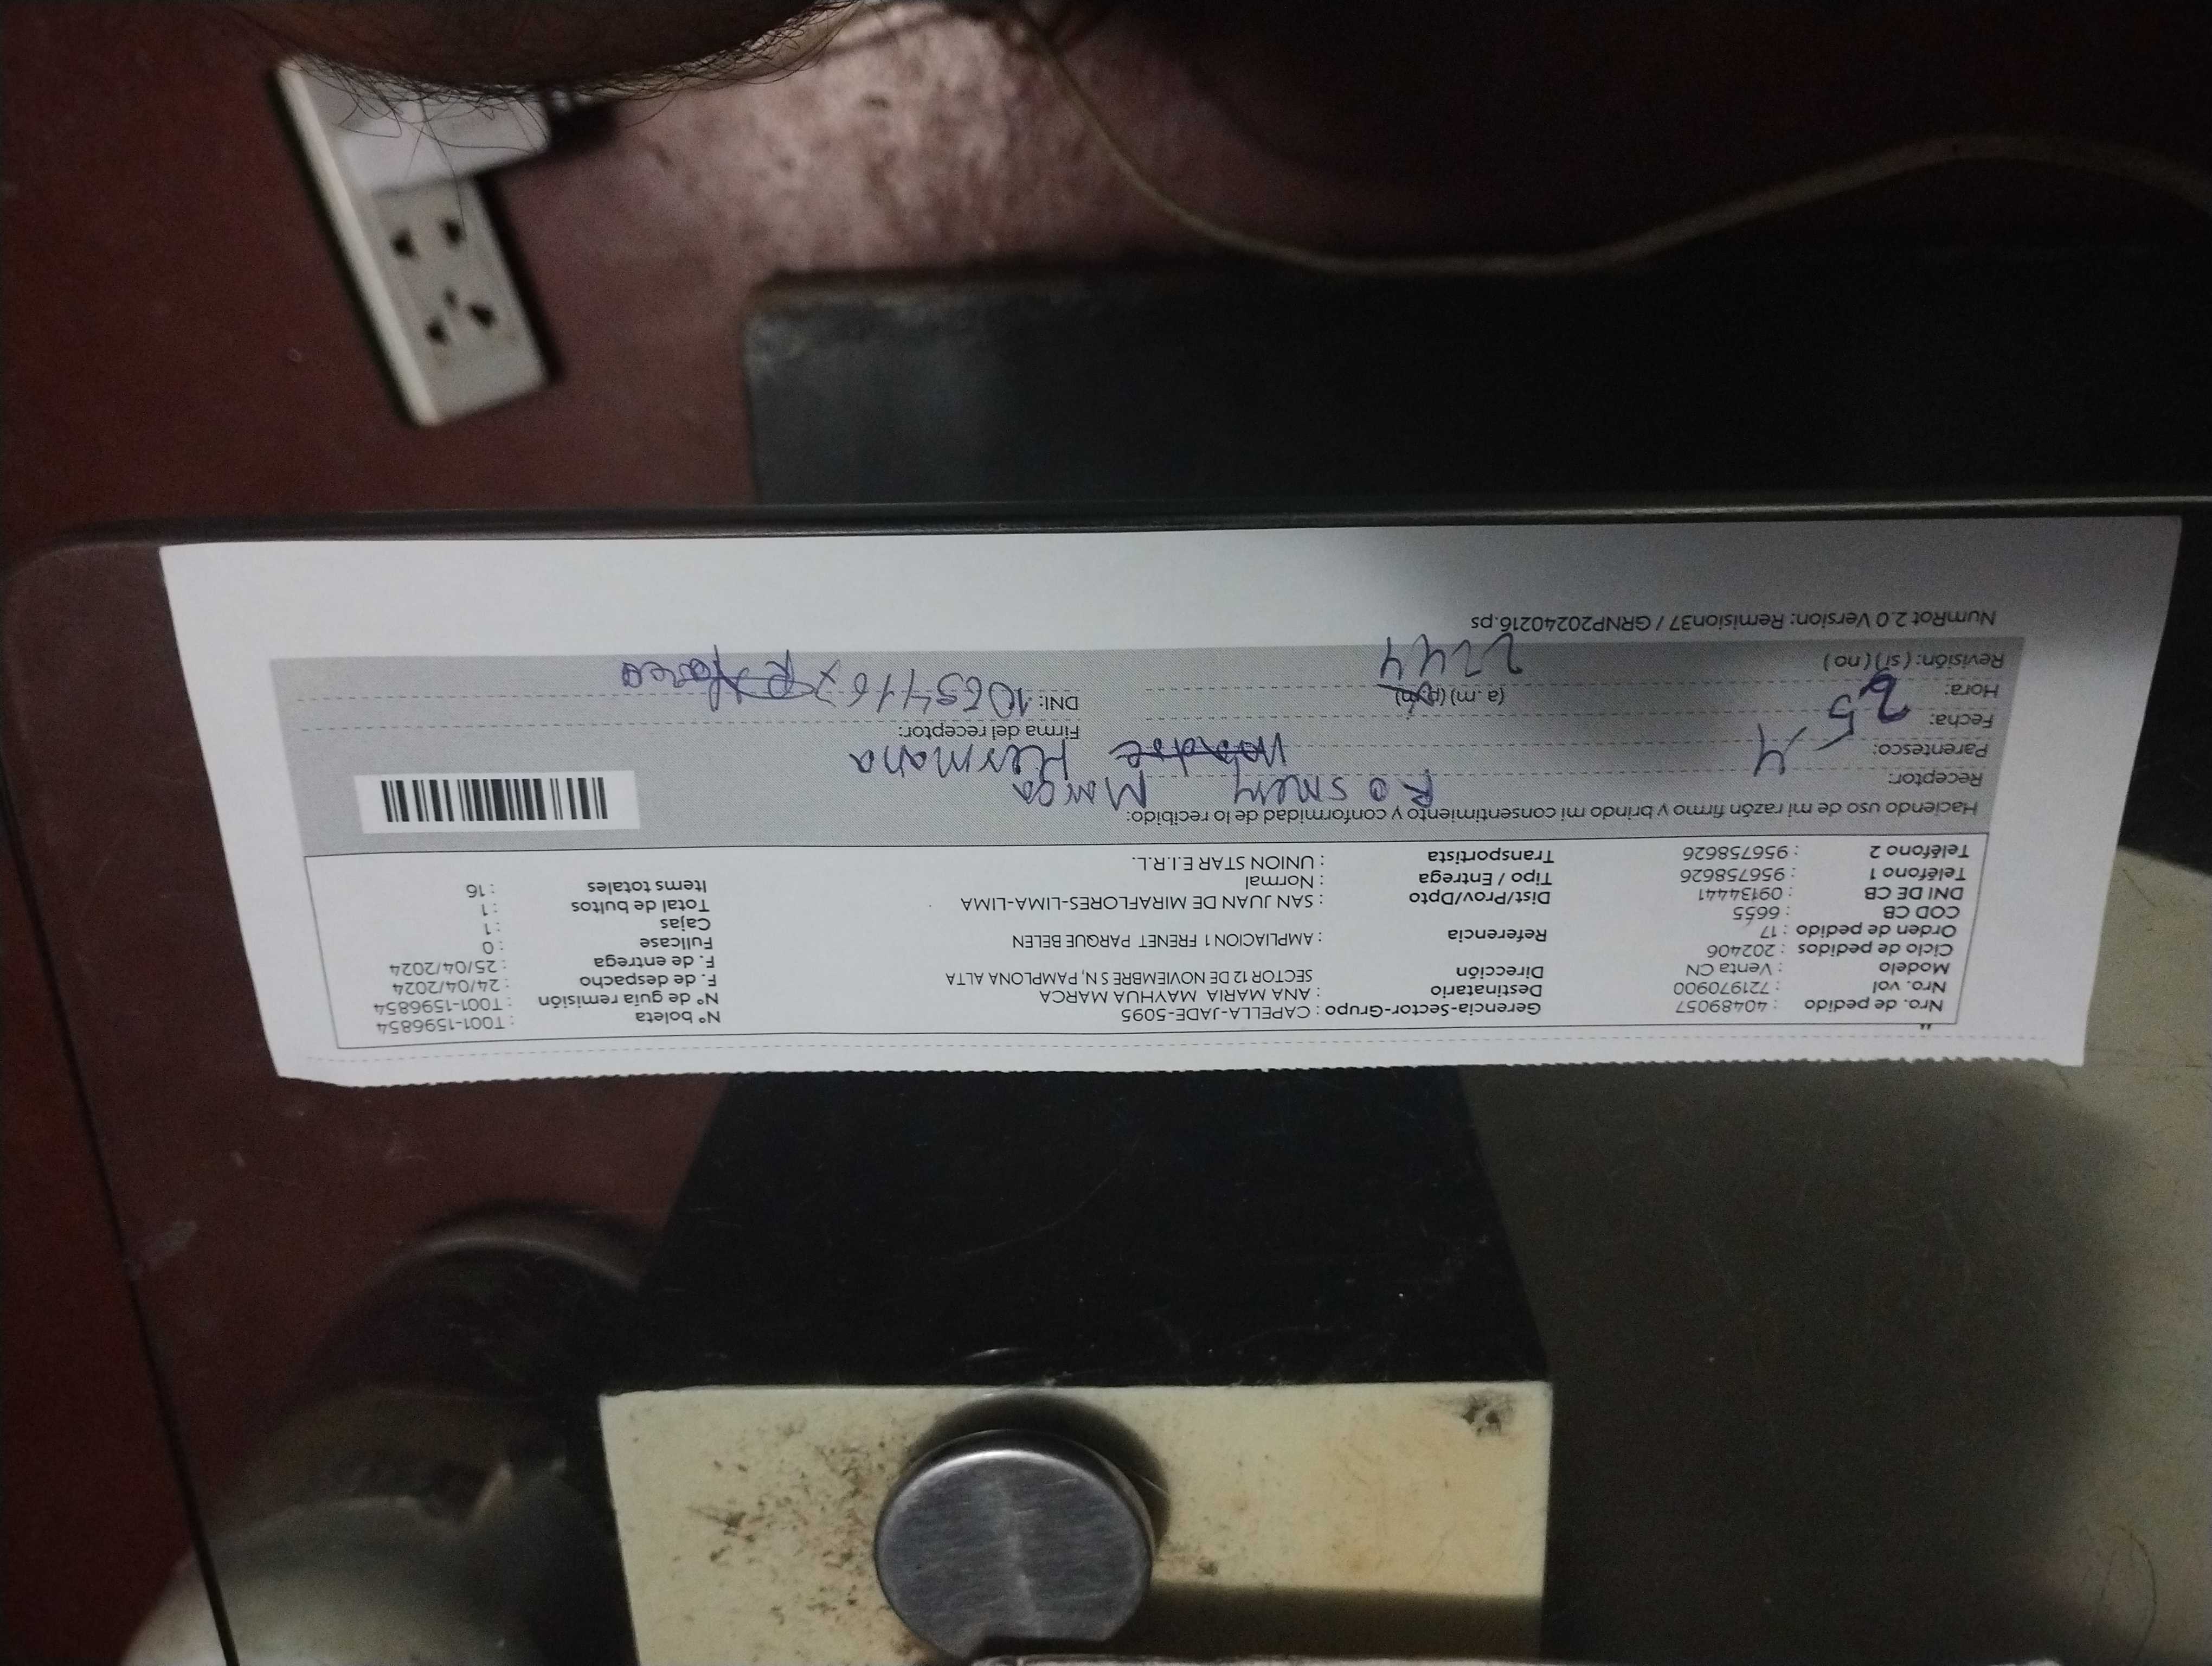 Nro. de pedido : 40489057
Nro. vol : 721970900
Modelo : Venta CN
Ciclo de pedidos : 202406
Orden de pedido : 17
COD CB : 6655
DNI DE CB : 09134441
Teléfono 1 : 956758626
Teléfono 2 : 956758626
Gerencia-Sector-Grupo : CAPELLA-JADE-5095
Destinatario : ANA MARIA MAYHUA MARCA
Dirección SECTOR 12 DE NOVIEMBRE S N, PAMPLONA ALTA
Referencia : AMPLIACION 1 FRENET PARQUE BELEN
Dist/Prov/Dpto : SAN JUAN DE MIRAFLORES-LIMA-LIMA
Tipo / Entrega : Normal
Transportista : UNION STAR E.I.R.L.
N° boleta : T001-1596854
N° de guia remisión : T001-1596854
F. de despacho : 24/04/2024
F. de entrega : 25/04/2024
Fullcase : 0
Cajas : 1
Total de bultos : 1
Items totales : 16
Haciendo uso de mi razón firmo y brindo mi consentimiento y conformidad de lo recibido:
Receptor: Rosmery Marca
Parentesco: Hermana
Fecha: 25 4
Firma del receptor:
Hora: (a. m) (p. m)
DNI: 10654116
Revisión: ( si ) ( no ) 2244
NumRot 2.0 Version: Remision37 / GRNP20240216.ps